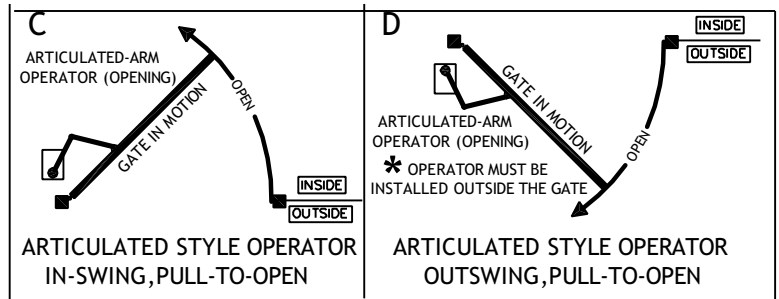 C
ARTICULATED-ARM
OPERATOR (OPENING)
GATE IN MOTION
OPEN
INSIDE
OUTSIDE
ARTICULATED STYLE OPERATOR
IN-SWING,PULL-TO-OPEN
D
INSIDE
OUTSIDE
GATE IN MOTION
OPEN
ARTICULATED-ARM
OPERATOR (OPENING)
* OPERATOR MUST BE
INSTALLED OUTSIDE THE GATE
ARTICULATED STYLE OPERATOR
OUTSWING,PULL-TO-OPEN